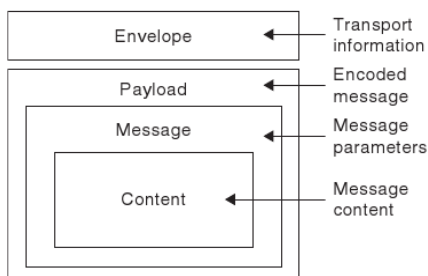 Envelope
Transport
information
Payload
Encoded
message
Message
Message
parameters
Content
Message
content